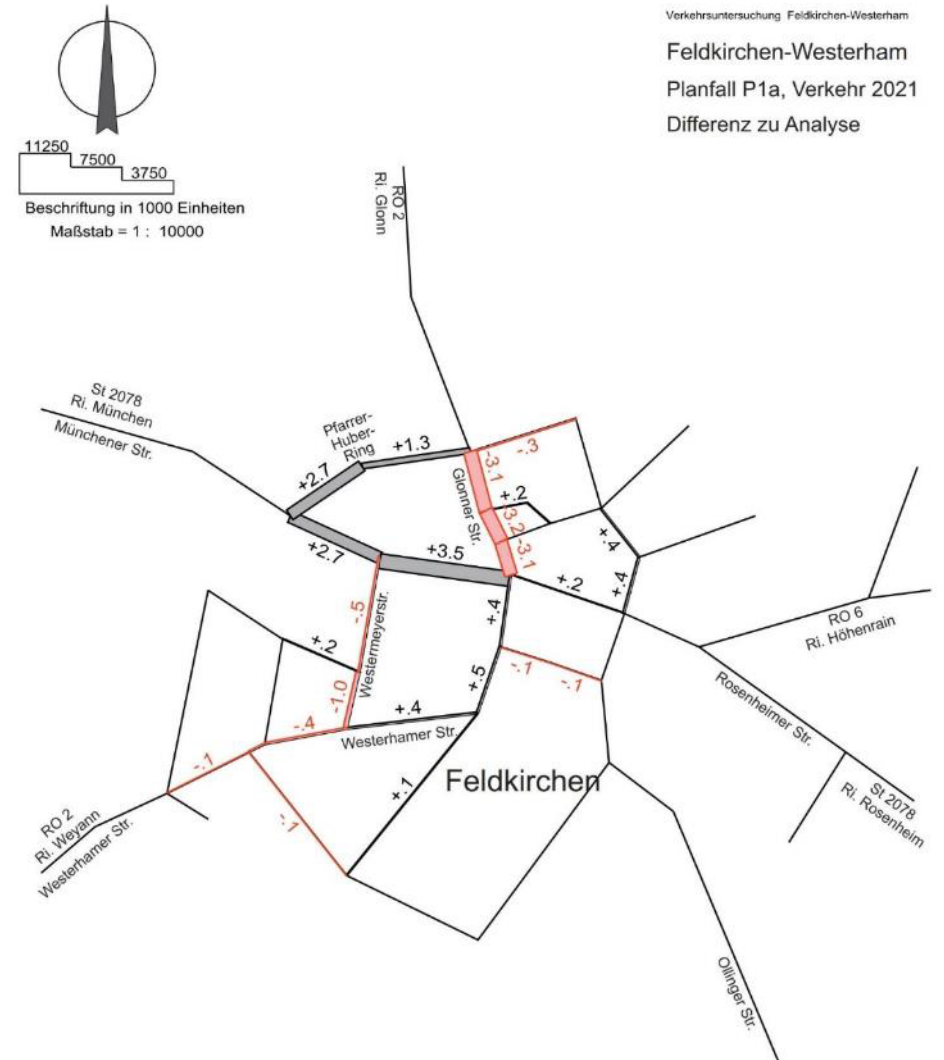 Verkehrsuntersuchung Feldkirchen-Westerham
Feldkirchen-Westerham
Planfall P1a, Verkehr 2021
Differenz zu Analyse
11250
7500
3750
Beschriftung in 1000 Einheiten
Maßstab = 1 : 10000
RO 2
Ri. Glonn
St 2078
Ri. München
Münchener Str.
Pfarrer-
Huber-
Ring
+1.3
+2.7
-.3
-3.1
Glonner Str.
+.2
-3.2
-3.1
+2.7
+3.5
+.4
+.4
+.2
-.5
Westermeyerstr.
+.4
RO 6
Ri. Höhenrain
+.2
-.1
-.1
+.5
-1.0
Rosenheimer Str.
+.4
-.4
Westerhamer Str.
-.1
Feldkirchen
+.1
St 2078
Ri. Rosenheim
-.1
RO 2
Ri. Weyann
Westerhamer Str.
Ollinger Str.